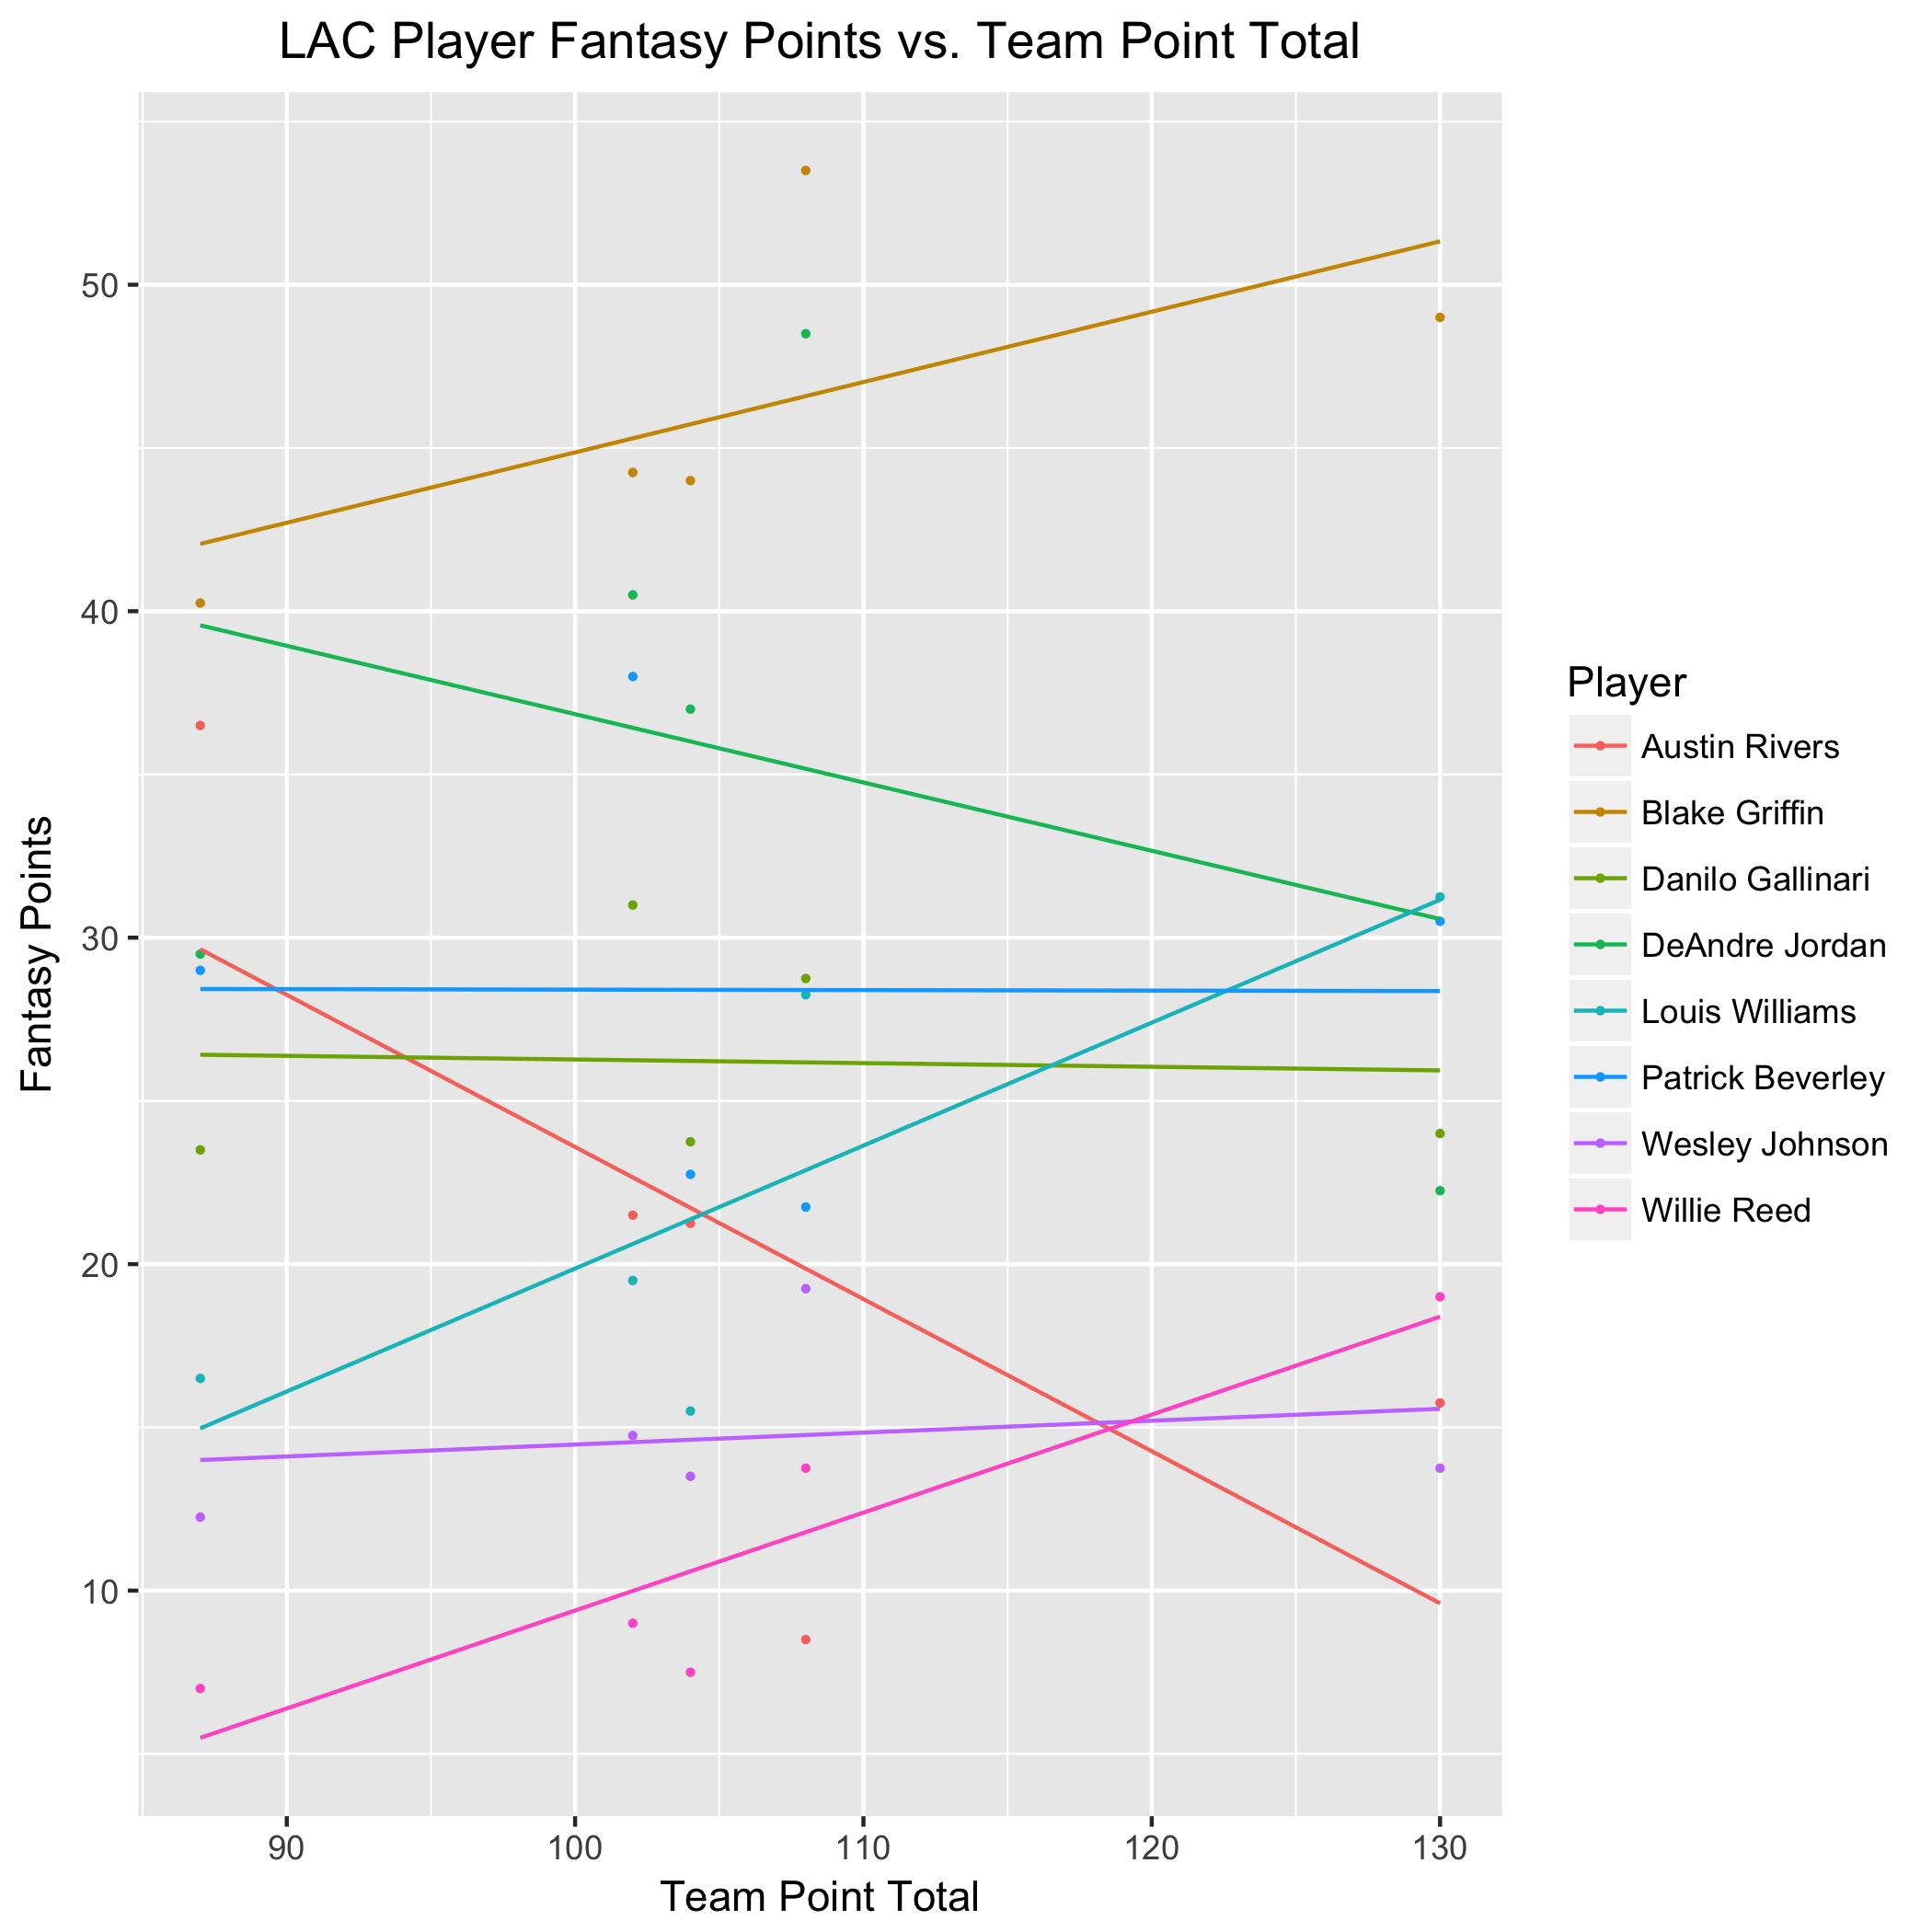 LAC Player Fantasy Points vs. Team Point Total
Fantasy Points
50
40
30
20
10
90
100
110
120
130
Team Point Total
Player
Austin Rivers
Blake Griffin
Danilo Gallinari
DeAndre Jordan
Louis Williams
Patrick Beverley
Wesley Johnson
Willie Reed